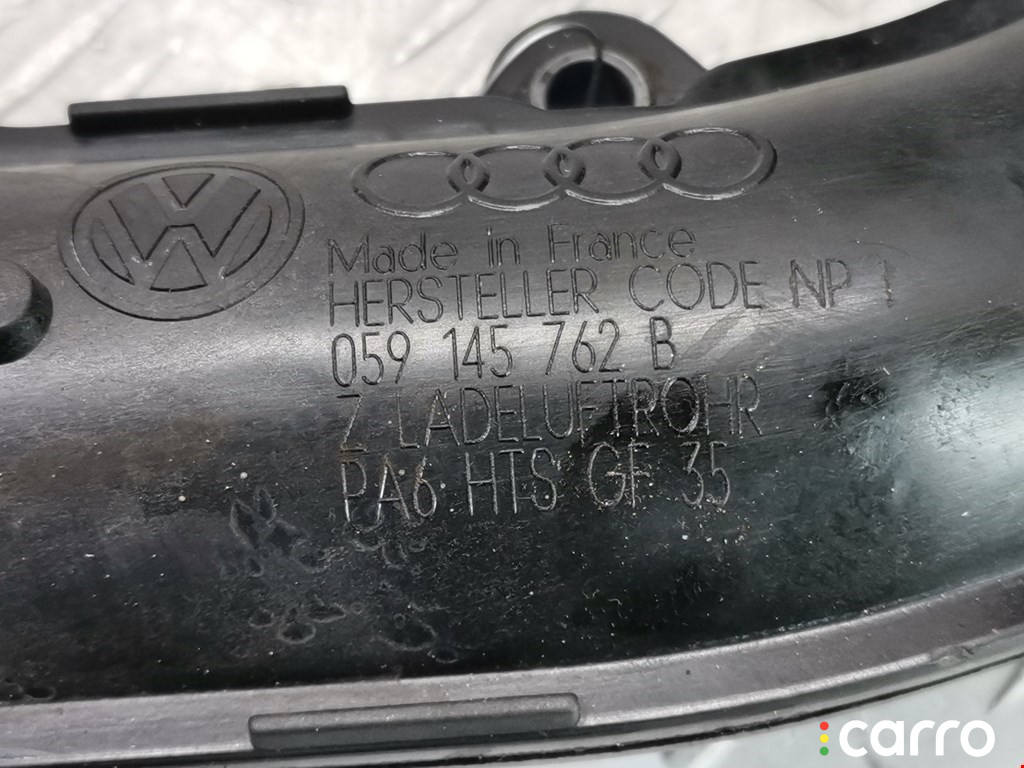 Made in France
HERSTELLER CODE NP 1
059 145 762 B
Z LADELUFTROHR
PA6 HTS GF 35
carro